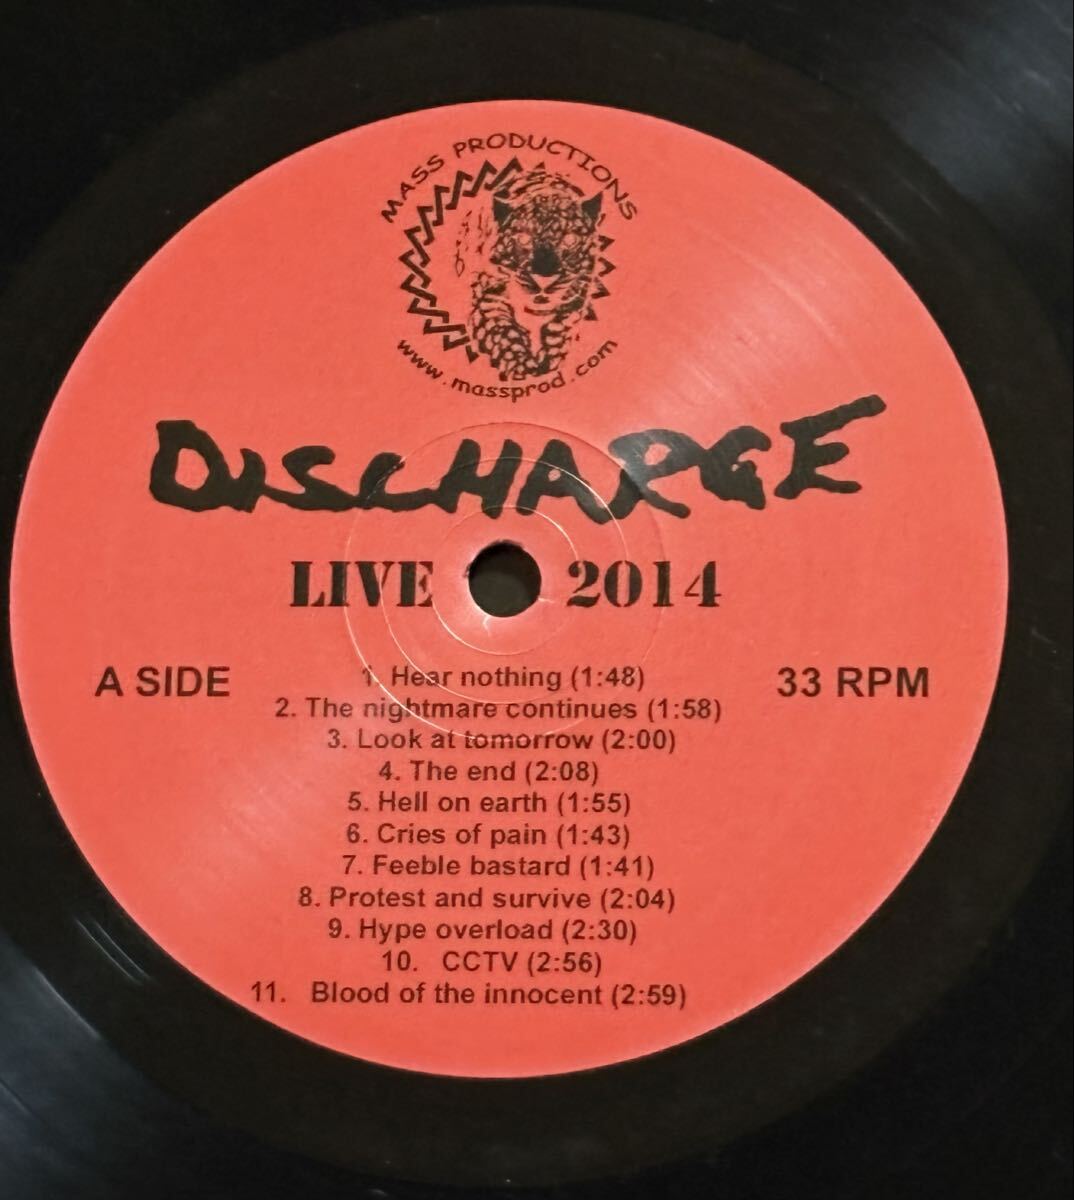 MASS PRODUCTIONS
www.massprod.com
DISCHARGE
LIVE 2014
A SIDE
33 RPM
1. Hear nothing (1:48)
2. The nightmare continues (1:58)
3. Look at tomorrow (2:00)
4. The end (2:08)
5. Hell on earth (1:55)
6. Cries of pain (1:43)
7. Feeble bastard (1:41)
8. Protest and survive (2:04)
9. Hype overload (2:30)
10. CCTV (2:56)
11. Blood of the innocent (2:59)